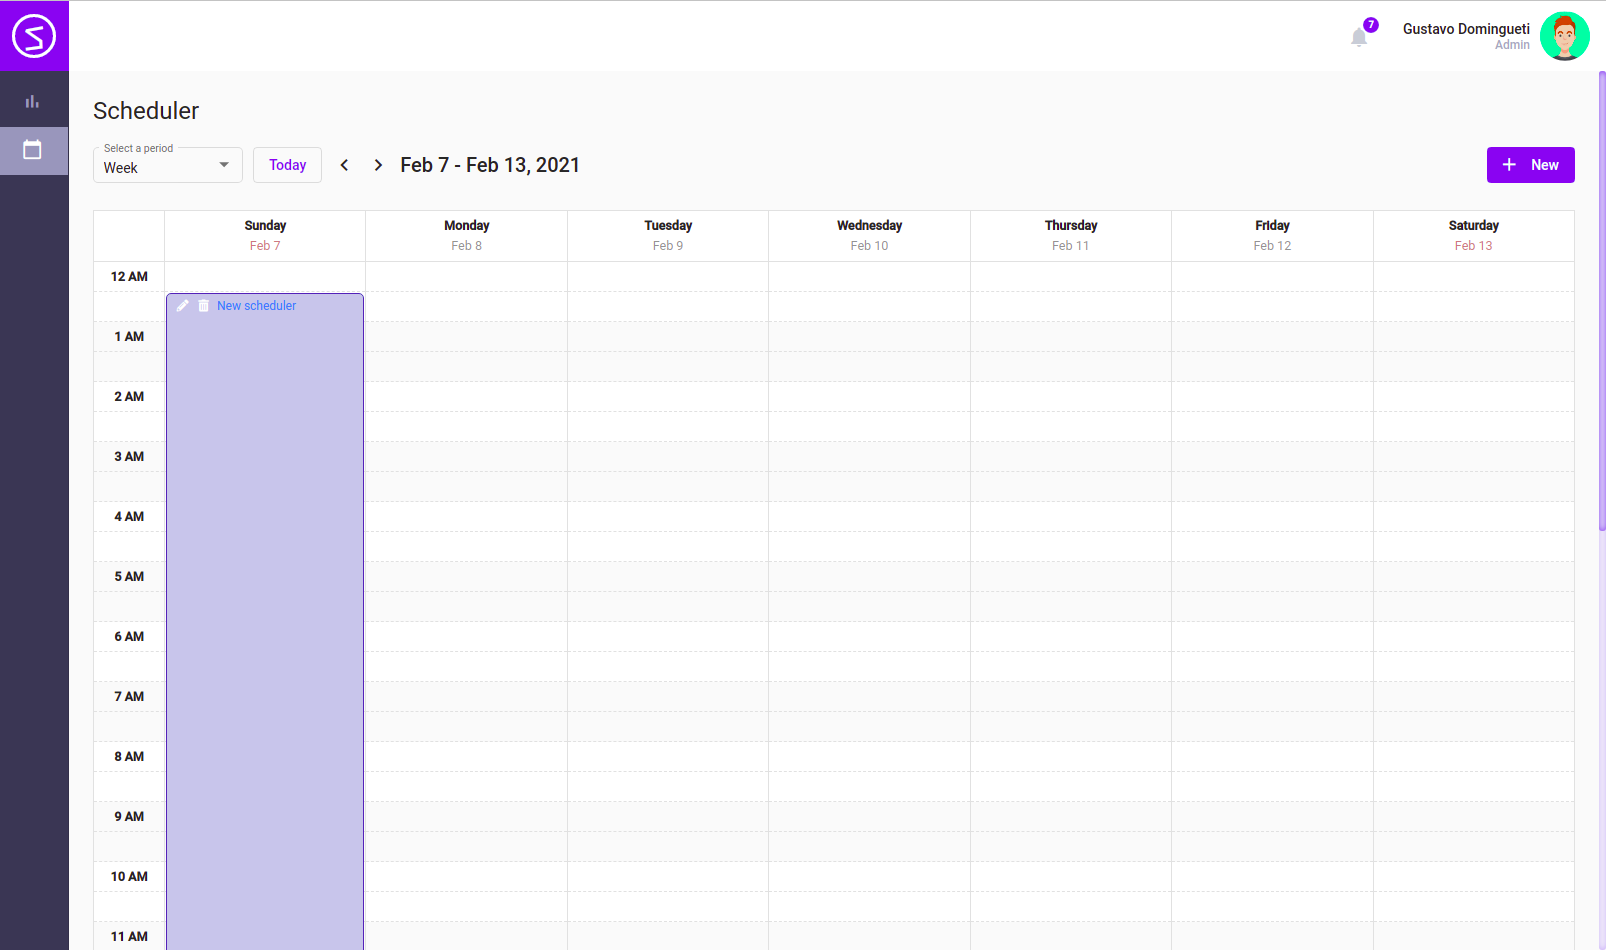 7
Gustavo Domingueti
Admin
Scheduler
Select a period
Week
Today
Feb 7 - Feb 13, 2021
New
Sunday
Feb 7
Monday
Feb 8
Tuesday
Feb 9
Wednesday
Feb 10
Thursday
Feb 11
Friday
Feb 12
Saturday
Feb 13
12 AM
New scheduler
1 AM
2 AM
3 AM
4 AM
5 AM
6 AM
7 AM
8 AM
9 AM
10 AM
11 AM